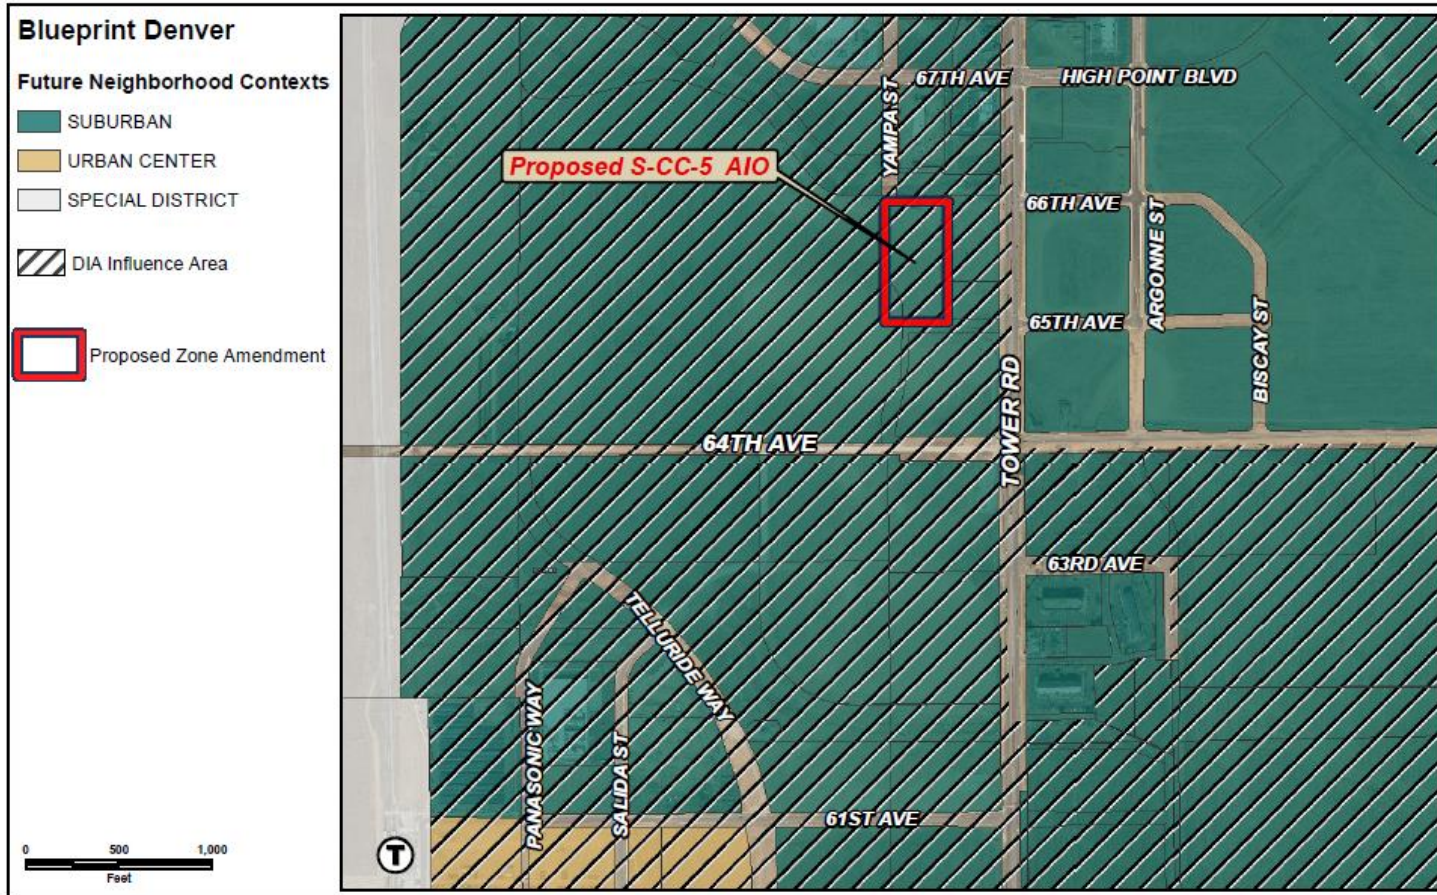 Blueprint Denver
Future Neighborhood Contexts
SUBURBAN
URBAN CENTER
SPECIAL DISTRICT
DIA Influence Area
Proposed Zone Amendment
0 500 1,000
Feet
67TH AVE
HIGH POINT BLVD
YAMPA ST
Proposed S-CC-5 AIO
66TH AVE
ARGONNE ST
65TH AVE
BISCAY ST
TOWER RD
64TH AVE
63RD AVE
TELLURIDE WAY
PANASONIC WAY
SALIDA ST
61ST AVE
T